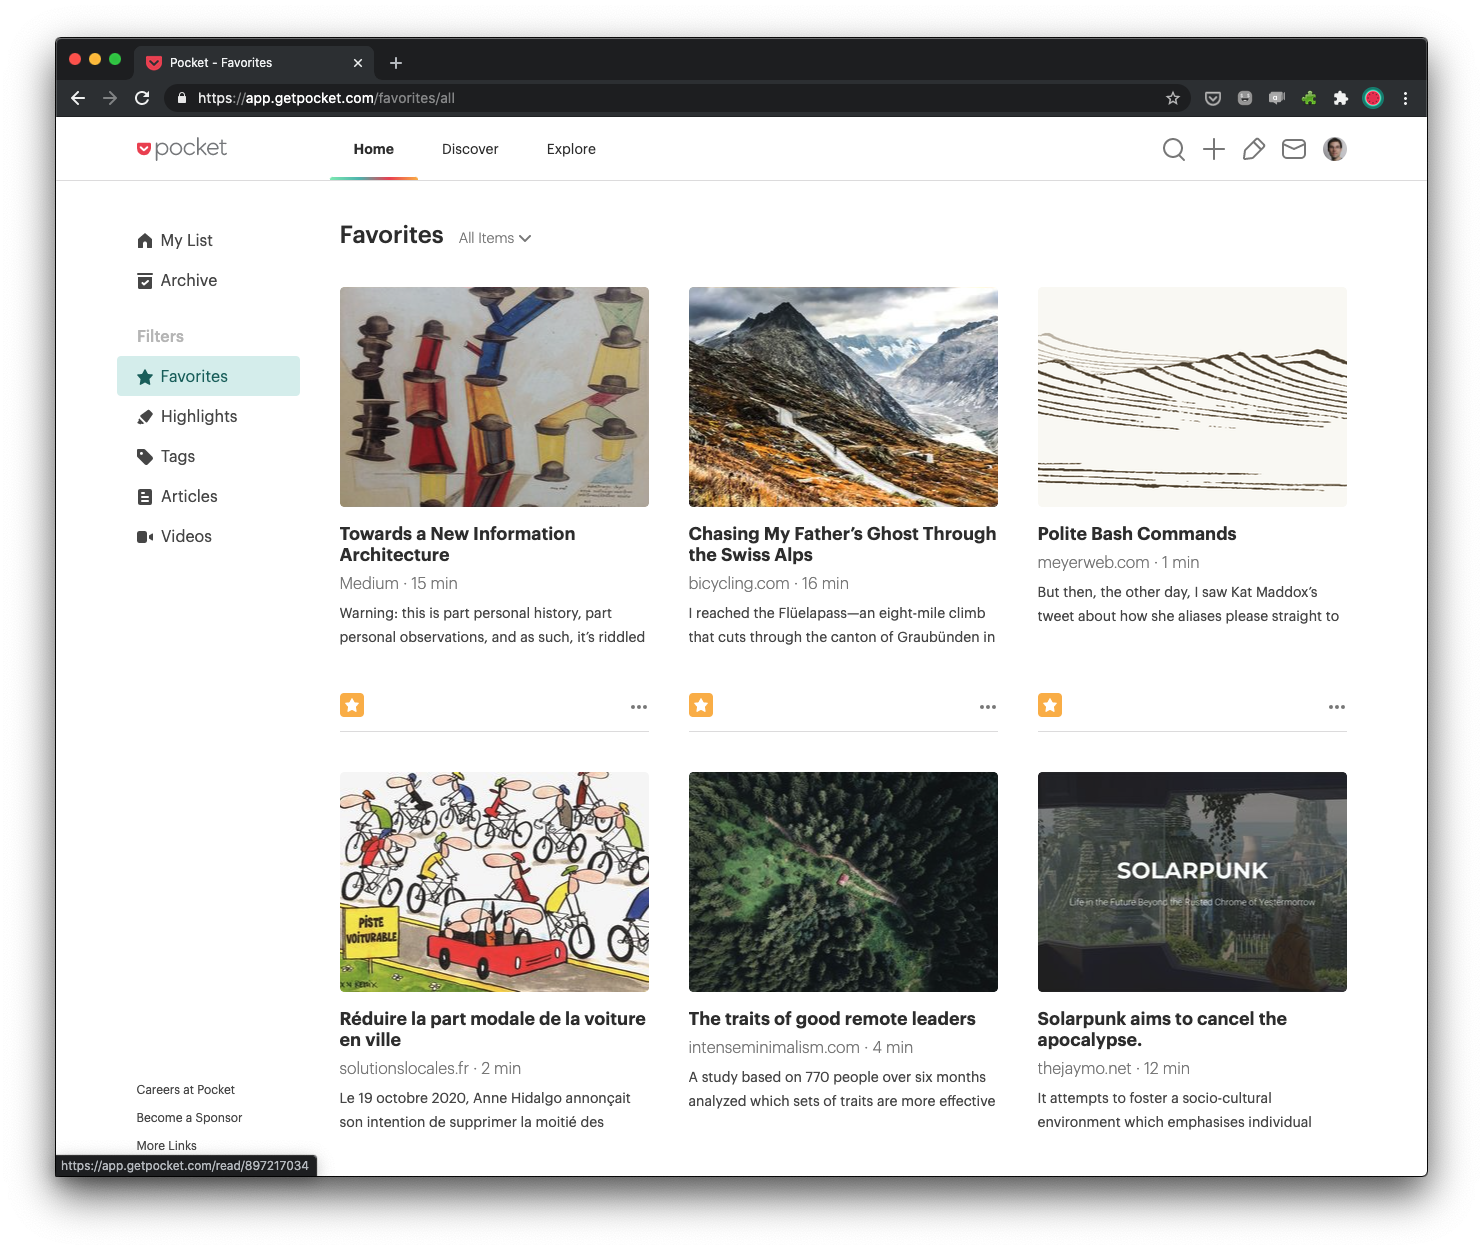 Pocket - Favorites
https://app.getpocket.com/favorites/all
pocket
Home
Discover
Explore
My List
Archive
Filters
Favorites
Highlights
Tags
Articles
Videos
Favorites
All Items
Towards a New Information
Architecture
Medium · 15 min
Warning: this is part personal history, part
personal observations, and as such, it’s riddled
Chasing My Father’s Ghost Through
the Swiss Alps
bicycling.com · 16 min
I reached the Flüelapass—an eight-mile climb
that cuts through the canton of Graubünden in
Polite Bash Commands
meyerweb.com · 1 min
But then, the other day, I saw Kat Maddox’s
tweet about how she aliases please straight to
PISTE
VOITURABLE
Réduire la part modale de la voiture
en ville
solutionslocales.fr · 2 min
Le 19 octobre 2020, Anne Hidalgo annonçait
son intention de supprimer la moitié des
The traits of good remote leaders
intenseminimalism.com · 4 min
A study based on 770 people over six months
analyzed which sets of traits are more effective
SOLARPUNK
Life in the Future Beyond the Rusted Chrome of Yestermorrow
Solarpunk aims to cancel the
apocalypse.
thejaymo.net · 12 min
It attempts to foster a socio-cultural
environment which emphasises individual
Careers at Pocket
Become a Sponsor
More Links
https://app.getpocket.com/read/897217034